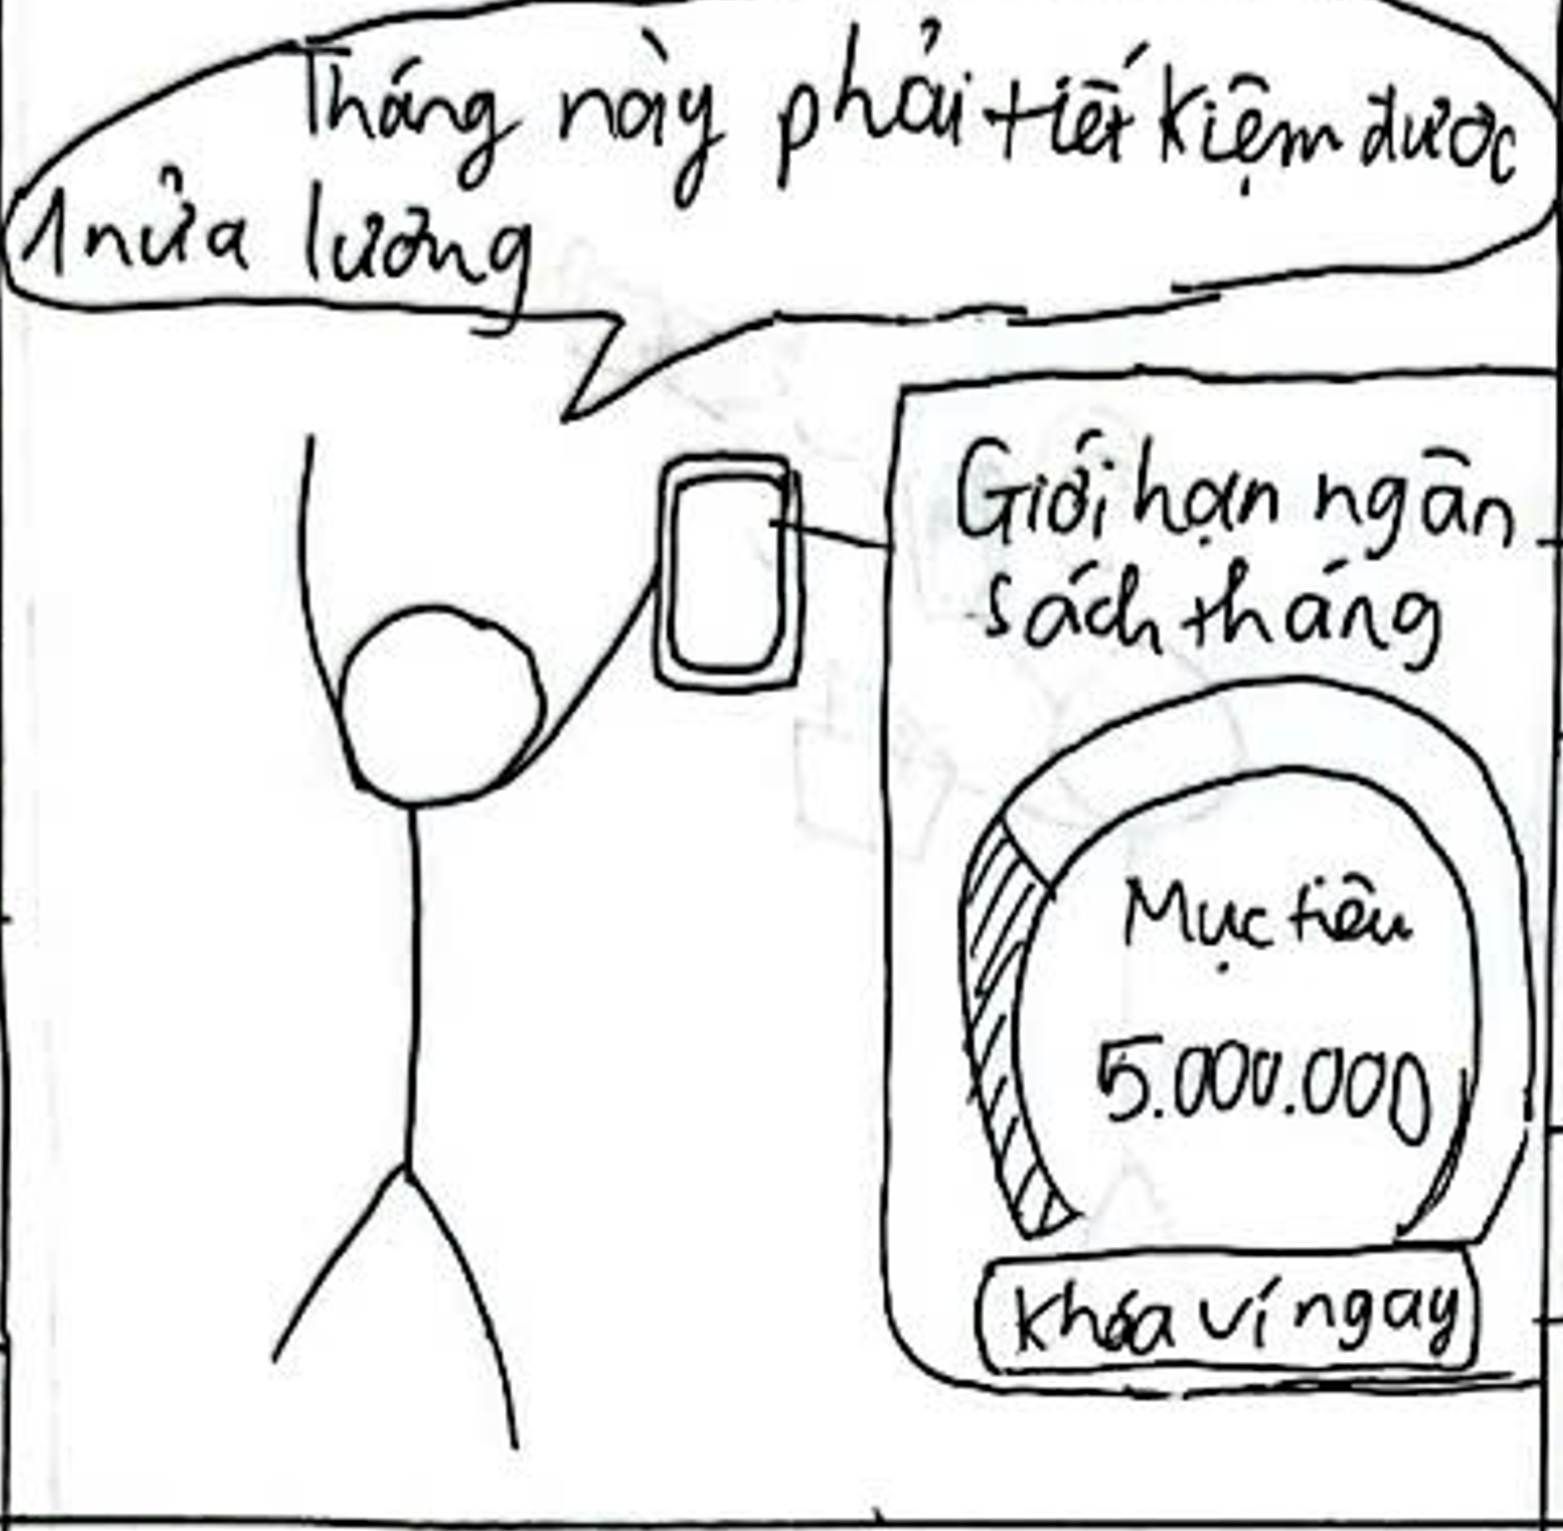 Tháng này phải tiết kiệm được
1 nửa lương
Giới hạn ngân
sách tháng
Mục tiêu
5.000.000
Khóa ví ngay